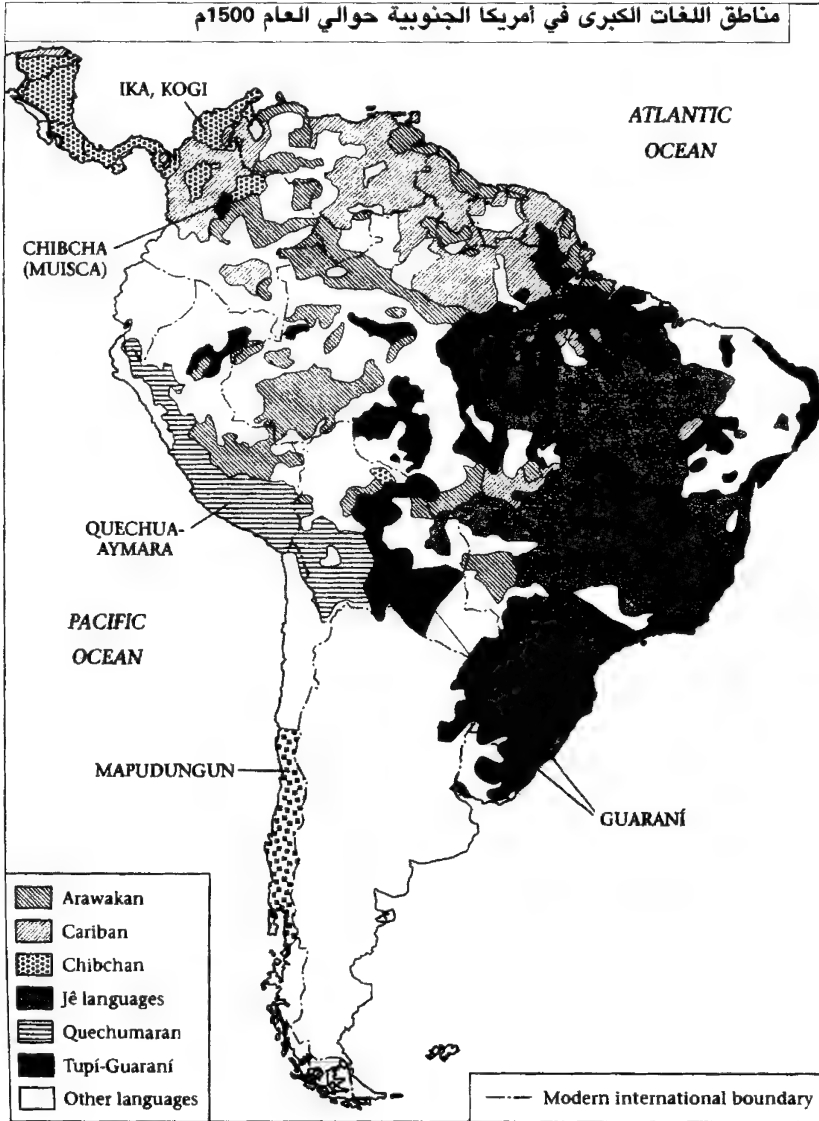 مناطق اللغات الكبرى في أمريكا الجنوبية حوالي العام 1500م
IKA, KOGI
ATLANTIC
OCEAN
CHIBCHA
(MUISCA)
QUECHUA-
AYMARA
PACIFIC
OCEAN
MAPUDUNGUN
GUARANÍ
Arawakan
Cariban
Chibchan
Jê languages
Quechumaran
Tupí-Guaraní
Other languages
Modern international boundary